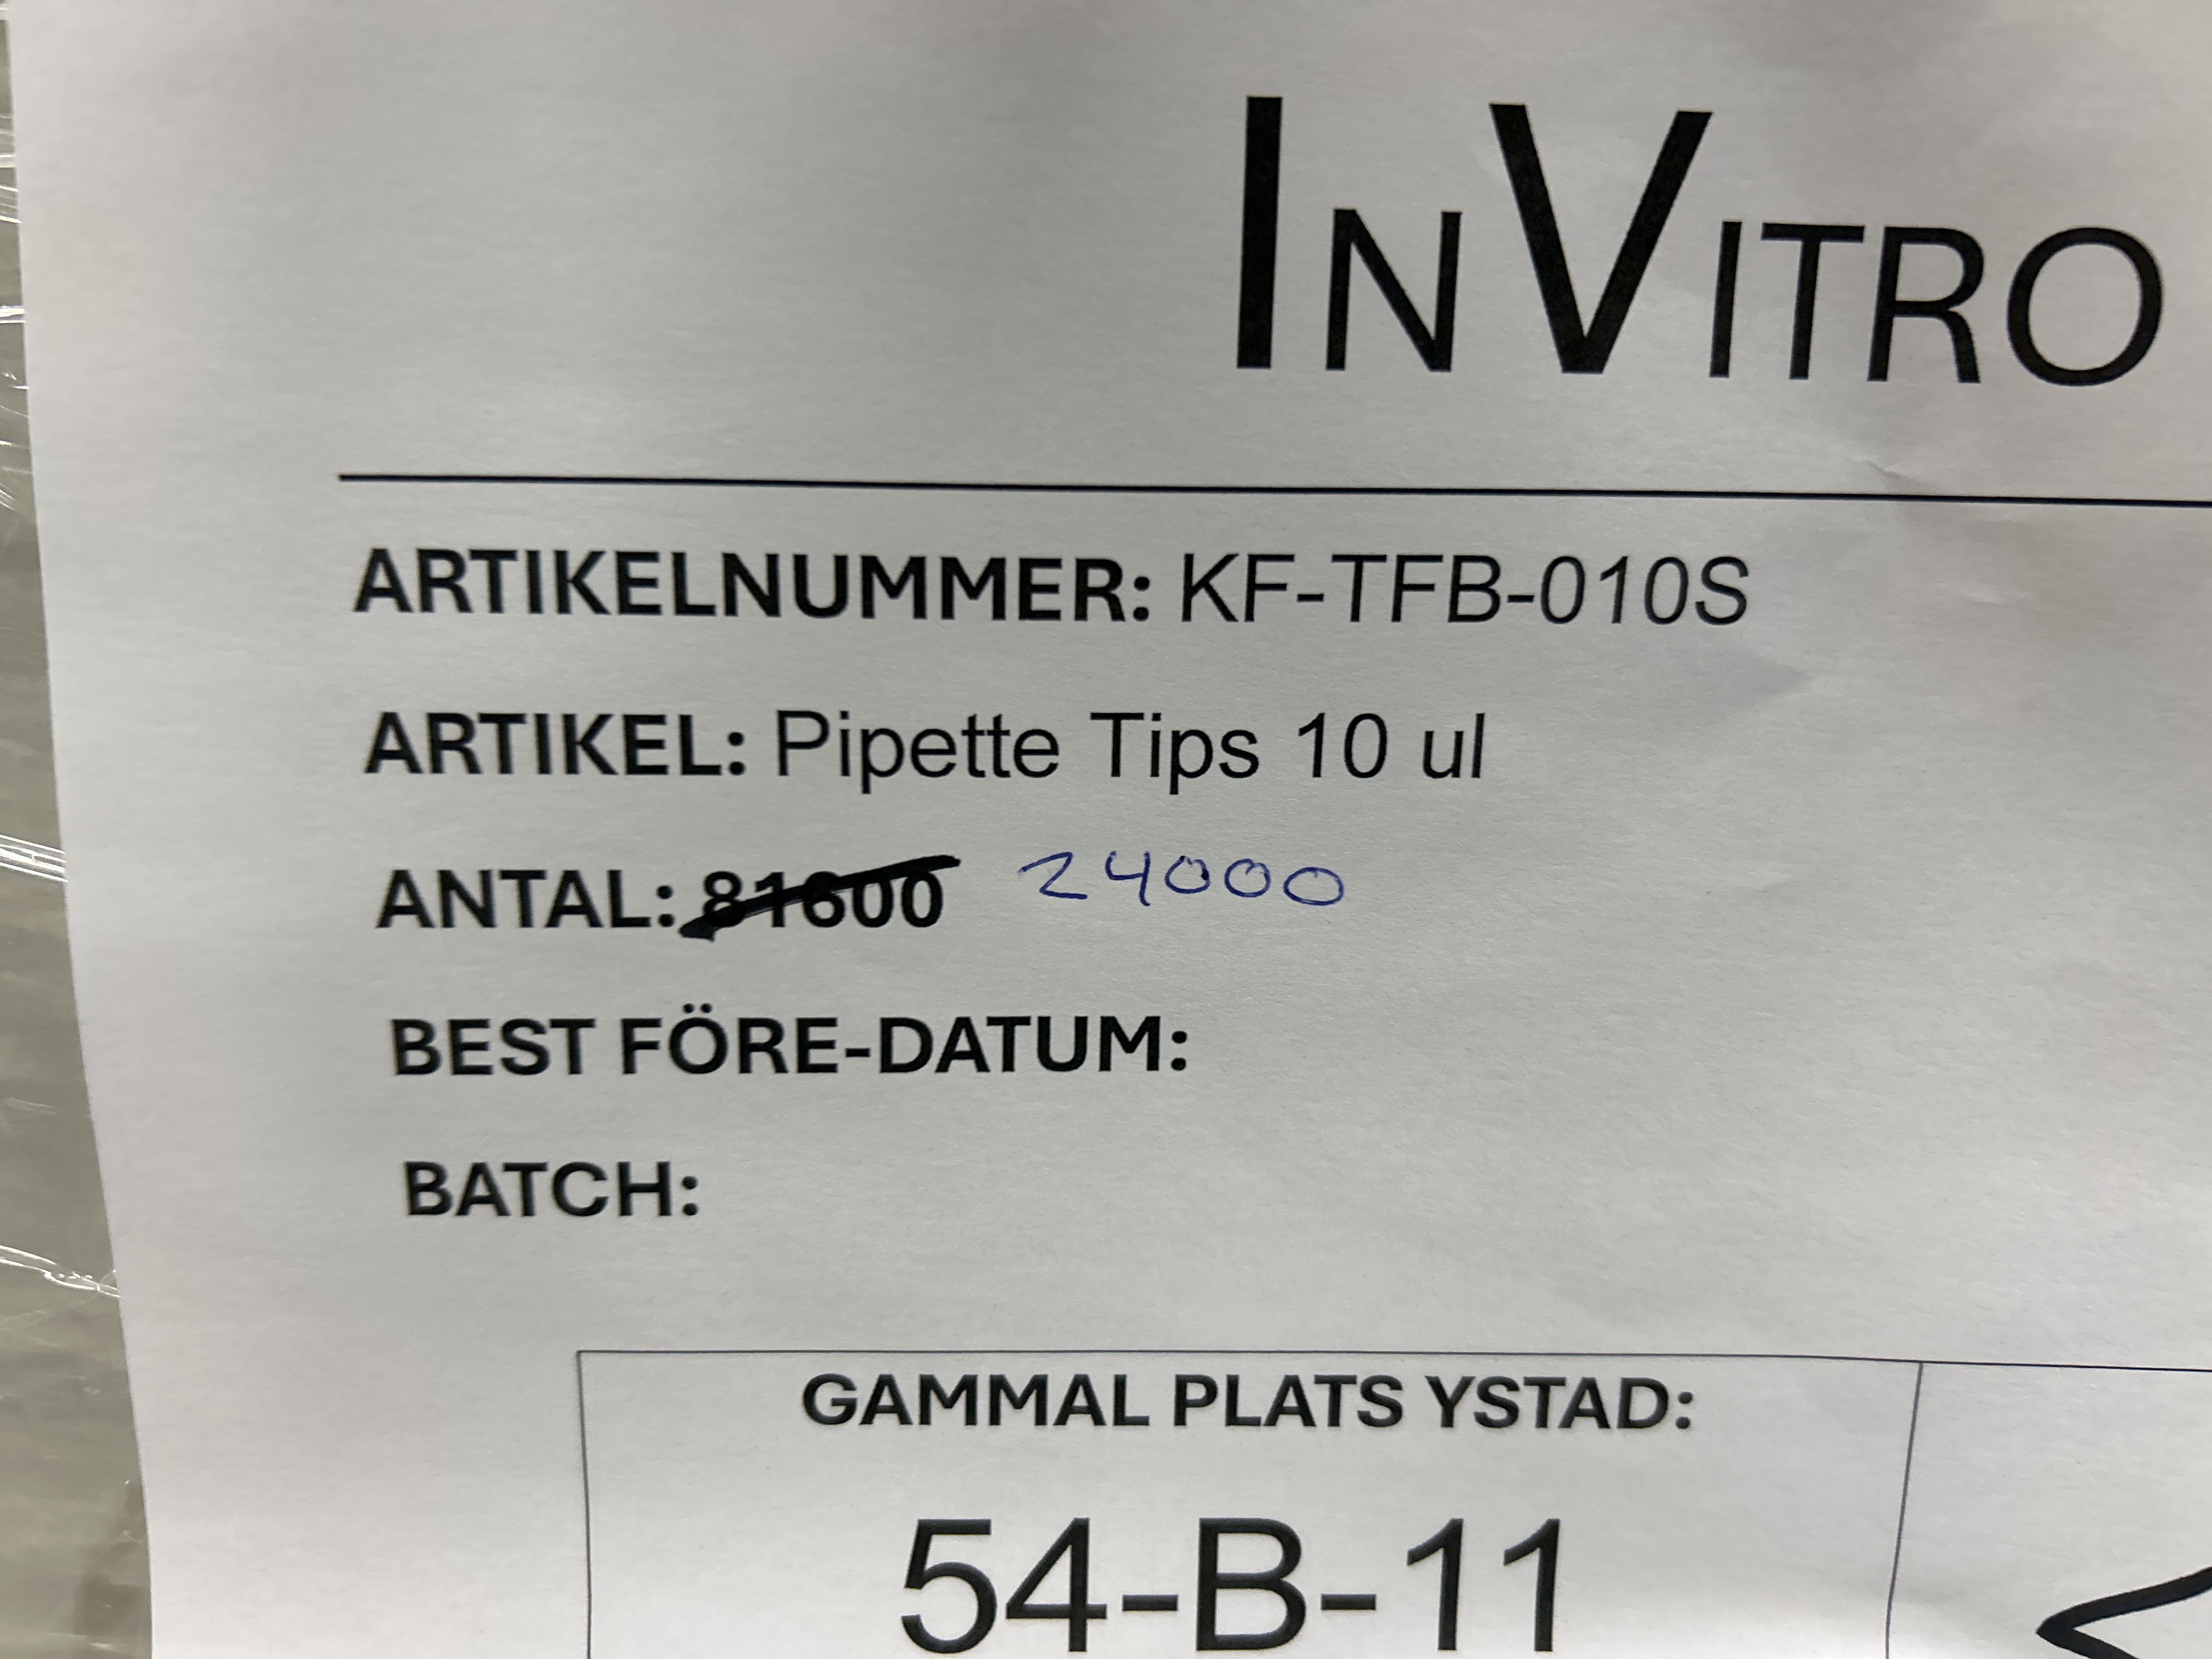 INVITRO
ARTIKELNUMMER: KF-TFB-010S
ARTIKEL: Pipette Tips 10 ul
ANTAL: 81600 24000
BEST FÖRE-DATUM:
BATCH:
GAMMAL PLATS YSTAD:
54-B-11